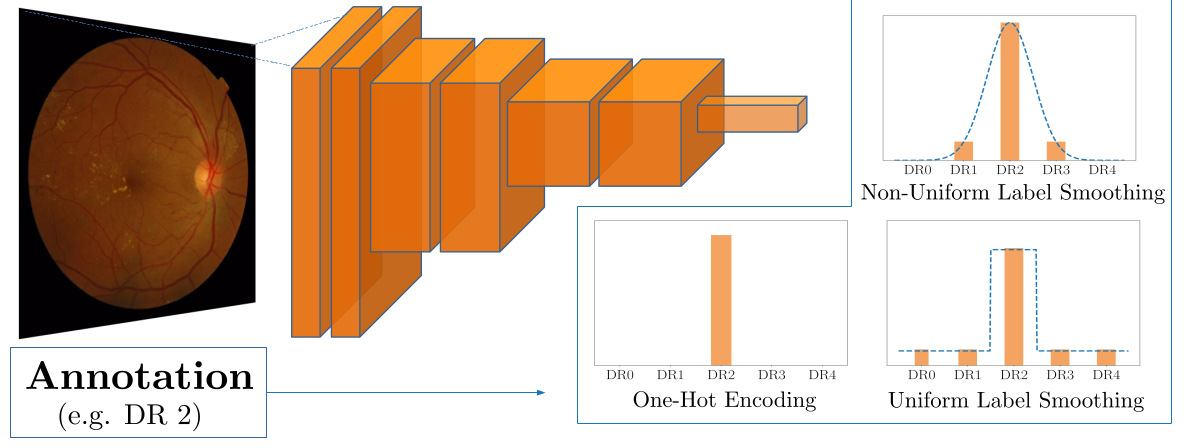 DR0 DR1 DR2 DR3 DR4
Non-Uniform Label Smoothing
DR0 DR1 DR2 DR3 DR4
One-Hot Encoding
DR0 DR1 DR2 DR3 DR4
Uniform Label Smoothing
Annotation
(e.g. DR 2)